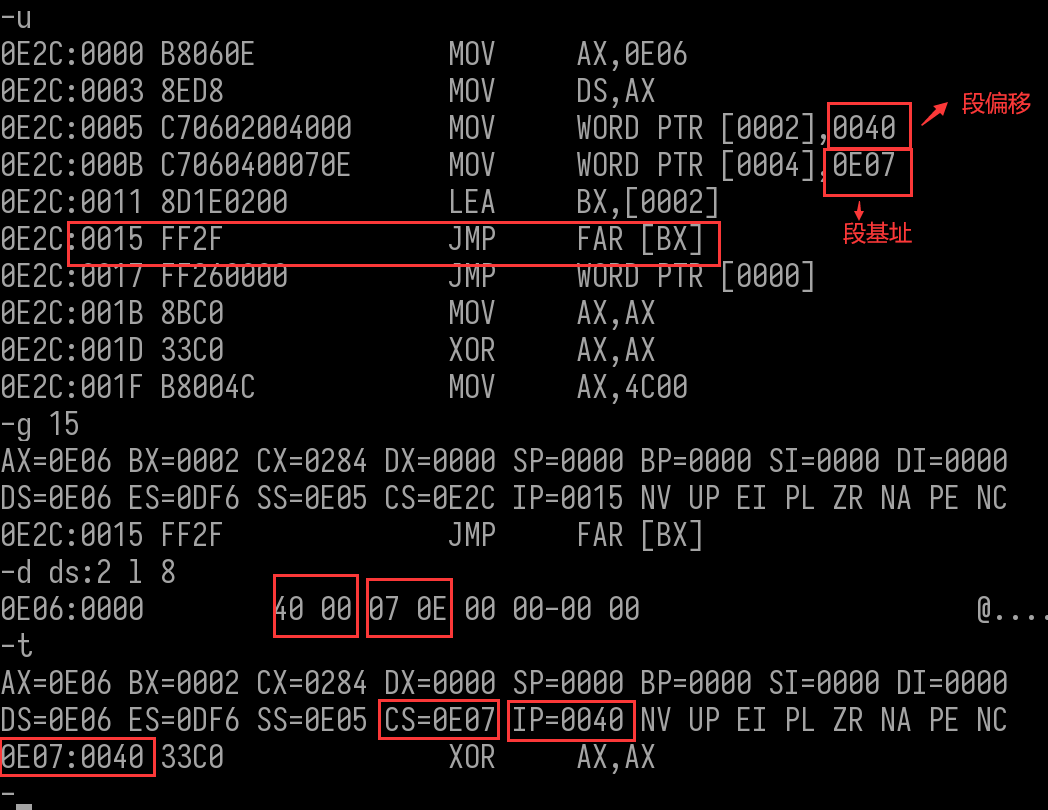 -u
0E2C:0000 B8060E MOV AX,0E06
0E2C:0003 8ED8 MOV DS,AX
段偏移
0E2C:0005 C70602004000 MOV WORD PTR [0002],0040
0E2C:000B C7060400070E MOV WORD PTR [0004],0E07
0E2C:0011 8D1E0200 LEA BX,[0002]
段基址
0E2C:0015 FF2F JMP FAR [BX]
0E2C:0017 FF260000 JMP WORD PTR [0000]
0E2C:001B 8BC0 MOV AX,AX
0E2C:001D 33C0 XOR AX,AX
0E2C:001F B8004C MOV AX,4C00
-g 15
AX=0E06 BX=0002 CX=0284 DX=0000 SP=0000 BP=0000 SI=0000 DI=0000
DS=0E06 ES=0DF6 SS=0E05 CS=0E2C IP=0015 NV UP EI PL ZR NA PE NC
0E2C:0015 FF2F JMP FAR [BX]
-d ds:2 l 8
0E06:0000 40 00 07 0E 00 00-00 00 @....
-t
AX=0E06 BX=0002 CX=0284 DX=0000 SP=0000 BP=0000 SI=0000 DI=0000
DS=0E06 ES=0DF6 SS=0E05 CS=0E07 IP=0040 NV UP EI PL ZR NA PE NC
0E07:0040 33C0 XOR AX,AX
-